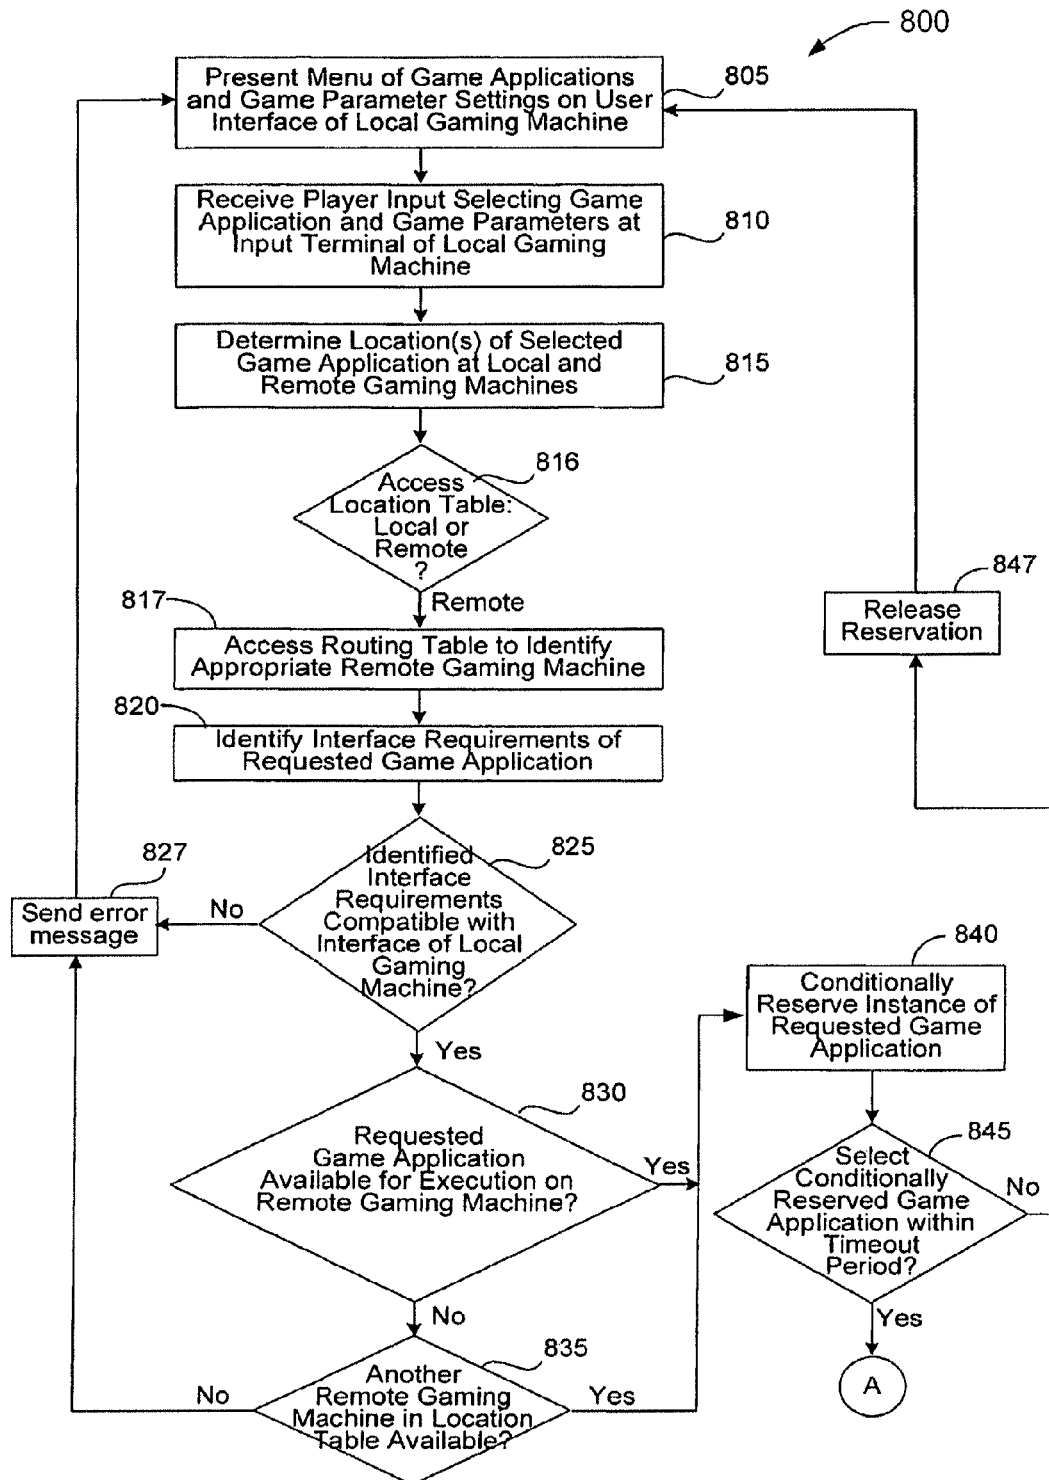 800
Present Menu of Game Applications
and Game Parameter Settings on User
Interface of Local Gaming Machine
805
Receive Player Input Selecting Game
Application and Game Parameters at
Input Terminal of Local Gaming
Machine
810
Determine Location(s) of Selected
Game Application at Local and
Remote Gaming Machines
815
816
Access
Location Table:
Local or
Remote
?
Remote
817
Access Routing Table to Identify
Appropriate Remote Gaming Machine
847
Release
Reservation
820
Identify Interface Requirements of
Requested Game Application
825
Identified
Interface
Requirements
Compatible with
Interface of Local
Gaming
Machine?
No
827
Send error
message
Yes
830
Requested
Game Application
Available for Execution on
Remote Gaming Machine?
Yes
No
835
Another
Remote Gaming
Machine in Location
Table Available?
No
Yes
840
Conditionally
Reserve Instance of
Requested Game
Application
845
Select
Conditionally
Reserved Game
Application within
Timeout
Period?
No
Yes
A